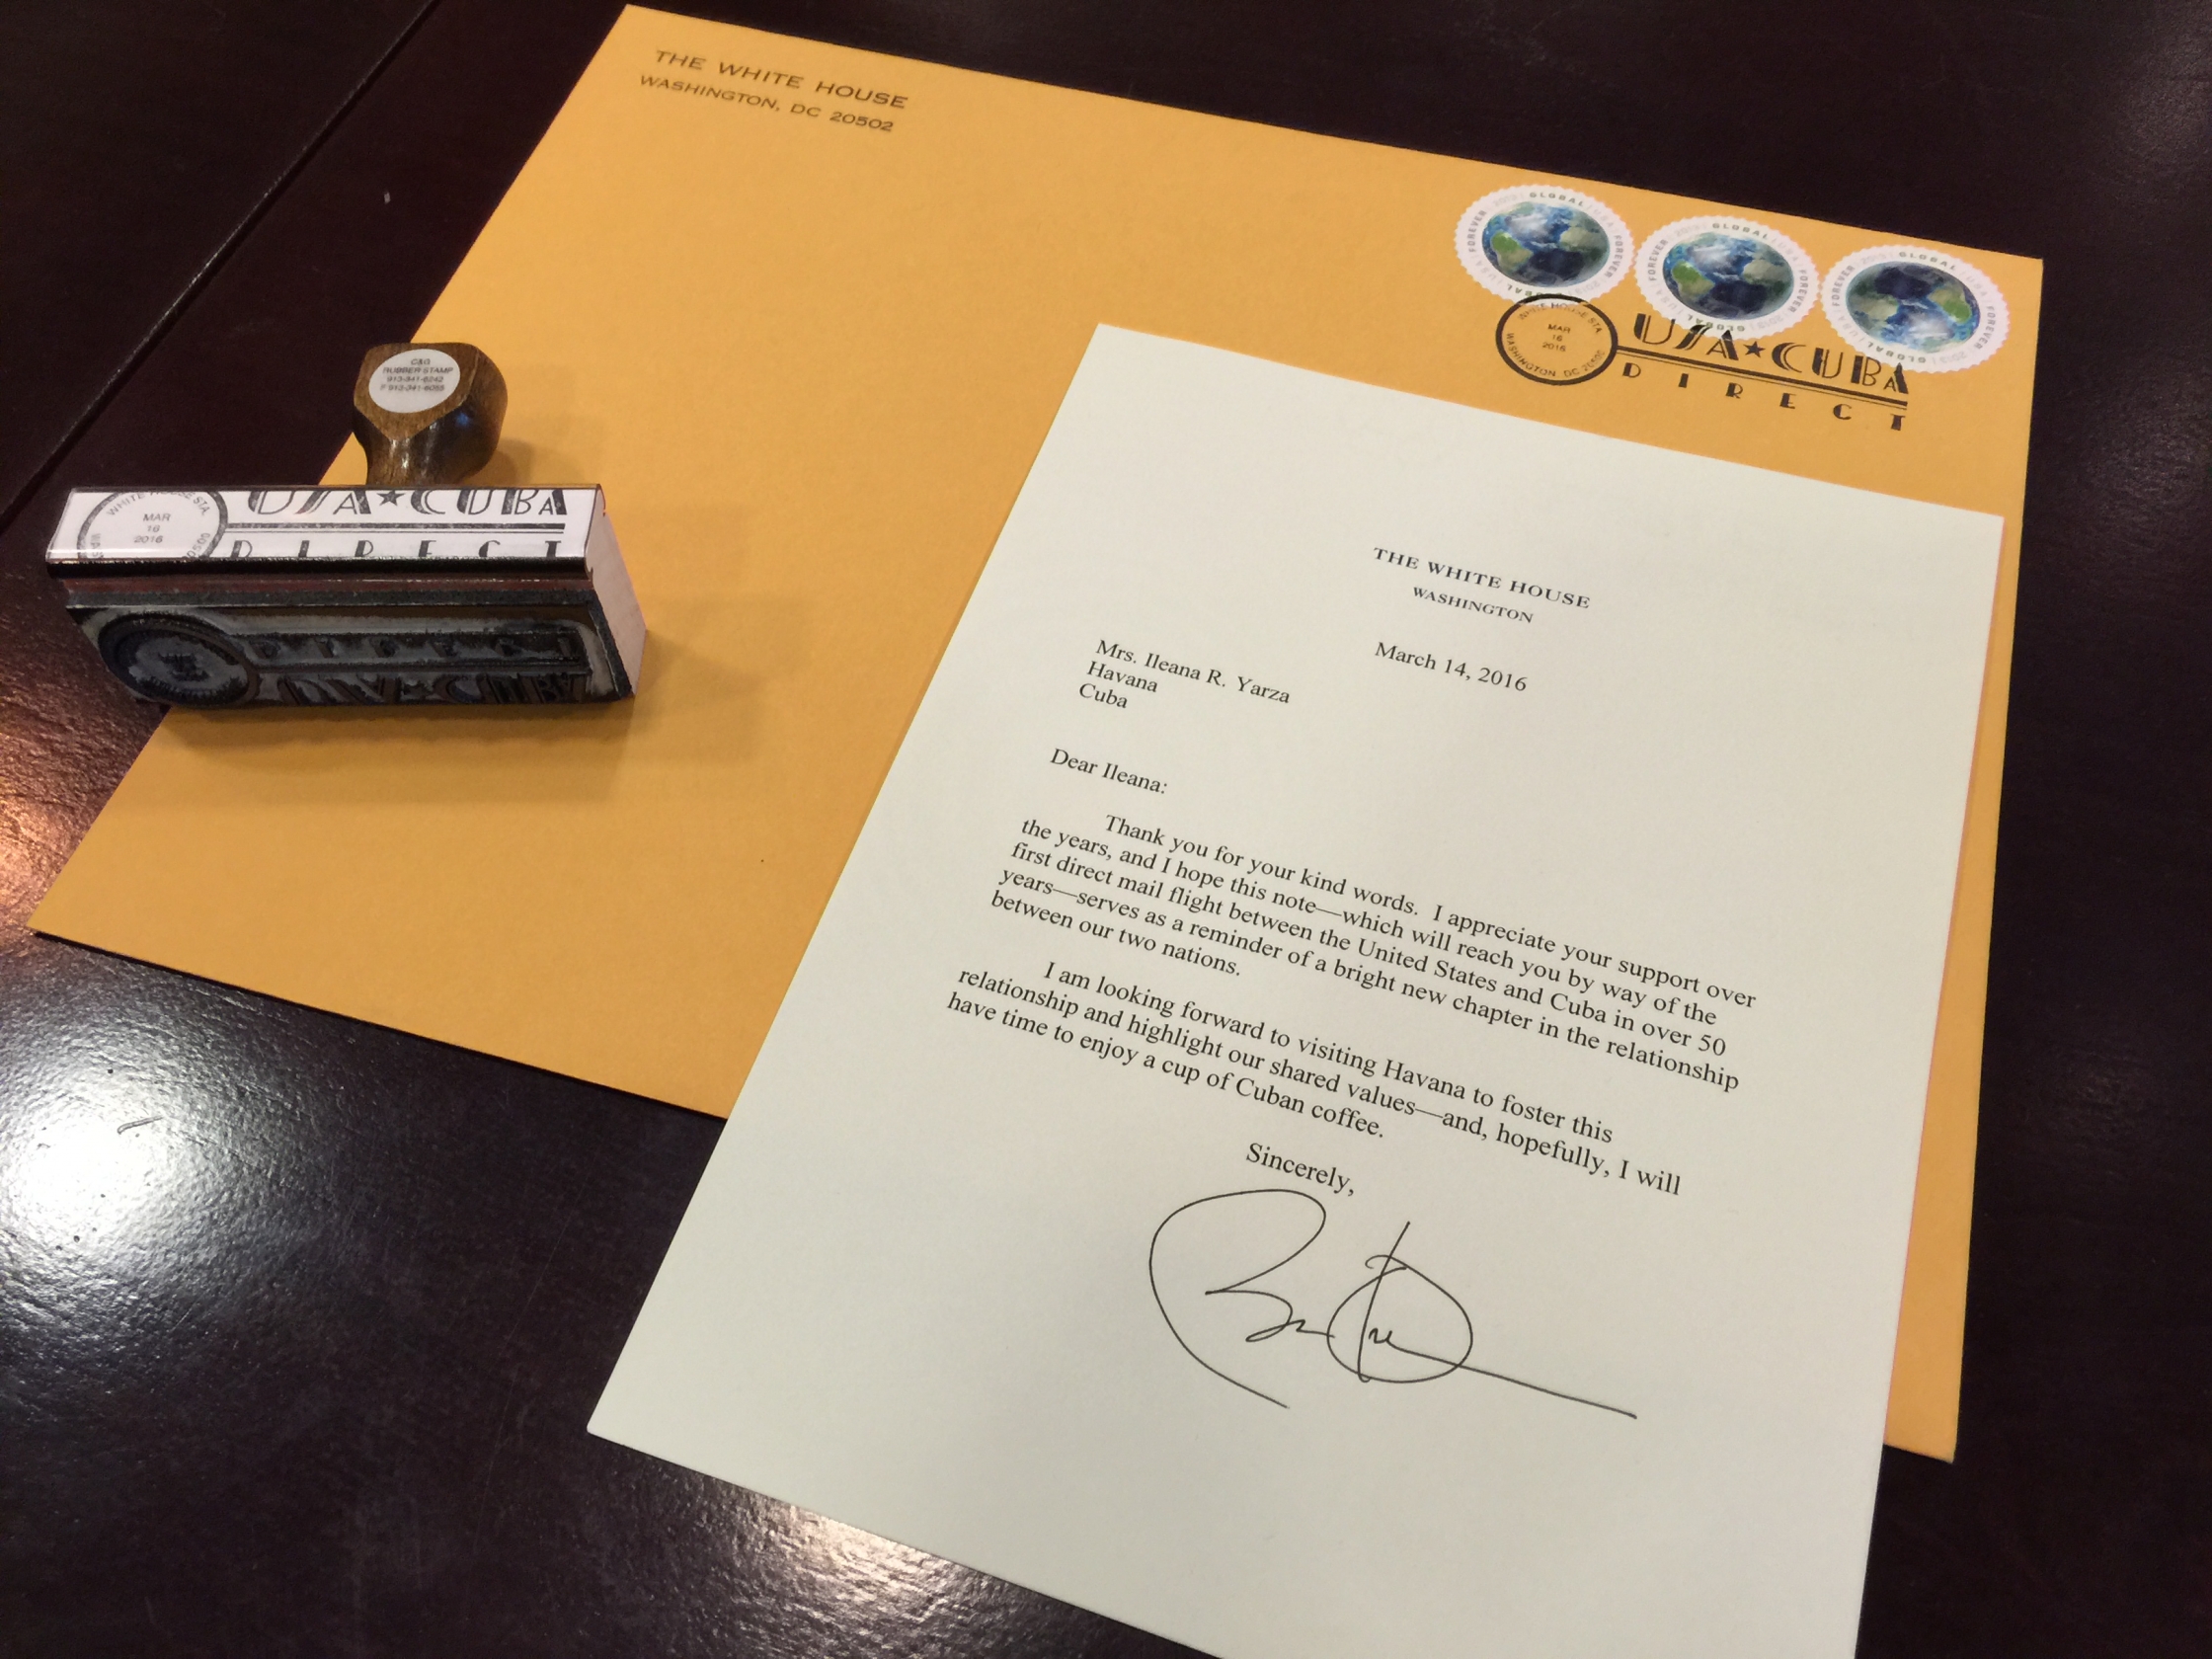 THE WHITE HOUSE
WASHINGTON, DC 20502
GLOBAL
FOREVER
GLOBAL
FOREVER
GLOBAL
FOREVER
WHITE HOUSE STA.
MAR
16
2016
WASHINGTON DC 20500
USA★CUBA
DIRECT
C&G
RUBBER STAMP
913-341-6242
WHITE HOUSE STA.
MAR
16
2016
USA★CUBA
DIRECT
THE WHITE HOUSE
WASHINGTON
March 14, 2016
Mrs. Ileana R. Yarza
Havana
Cuba
Dear Ileana:
Thank you for your kind words. I appreciate your support over
the years, and I hope this note—which will reach you by way of the
first direct mail flight between the United States and Cuba in over 50
years—serves as a reminder of a bright new chapter in the relationship
between our two nations.
I am looking forward to visiting Havana to foster this
relationship and highlight our shared values—and, hopefully, I will
have time to enjoy a cup of Cuban coffee.
Sincerely,